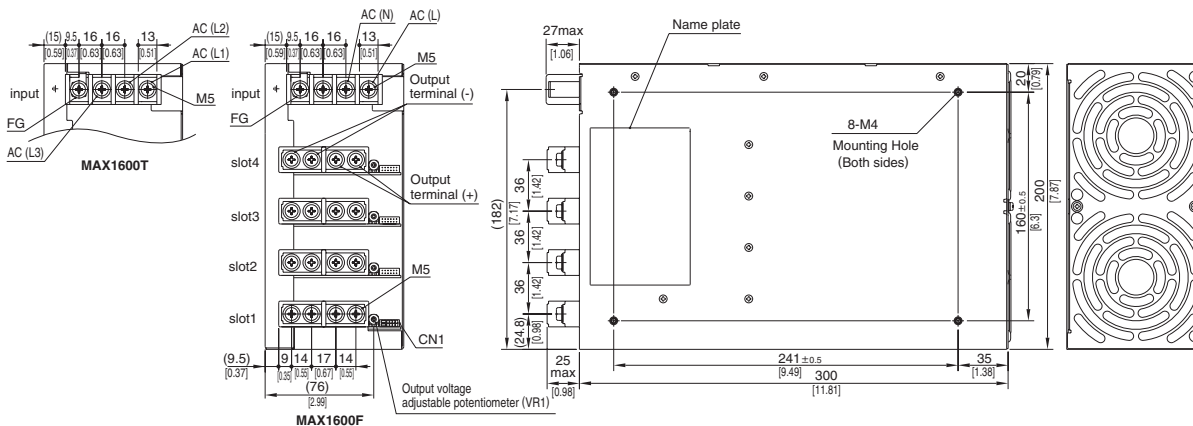 (15) 9.5 16 16 13
[0.59] [0.37] [0.63] [0.63] [0.51]
AC (L2)
AC (L1)
M5
input
FG
AC (L3)
MAX1600T
(15) 9.5 16 16 13
[0.59] [0.37] [0.63] [0.63] [0.51]
AC (N)
AC (L)
M5
input
FG
Output
terminal (-)
slot4
Output
terminal (+)
slot3
slot2
M5
slot1
CN1
(9.5) 9 14 17 14
[0.37] [0.35] [0.55] [0.67] [0.55]
(76)
[2.99]
Output voltage
adjustable potentiometer (VR1)
MAX1600F
27max
[1.06]
Name plate
8-M4
Mounting Hole
(Both sides)
20
[0.79]
(182)
[7.17]
36
[1.42]
36
[1.42]
36
[1.42]
(24.8)
[0.98]
160±0.5
[6.3]
200
[7.87]
25
max
[0.98]
241 ±0.5
[9.49]
35
[1.38]
300
[11.81]